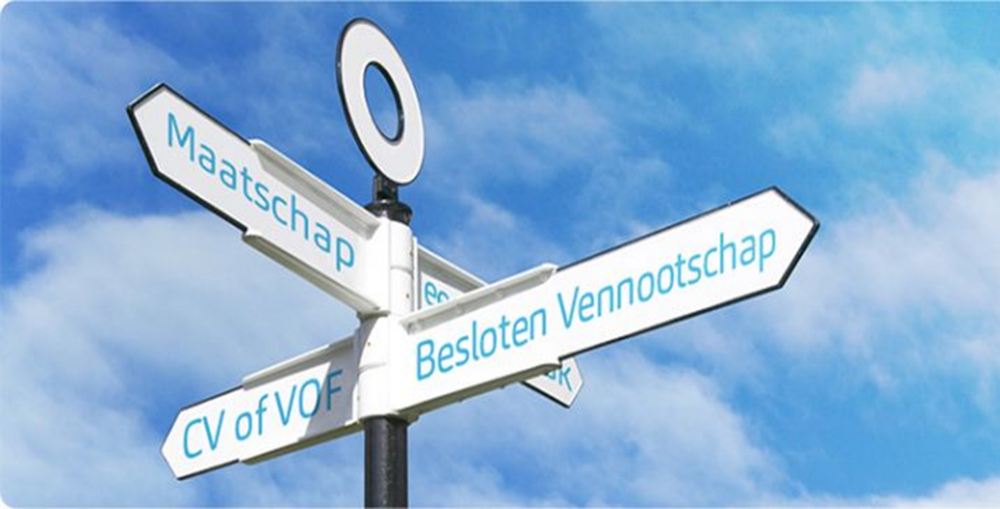 Maatschap
Besloten Vennootschap
CV of VOF